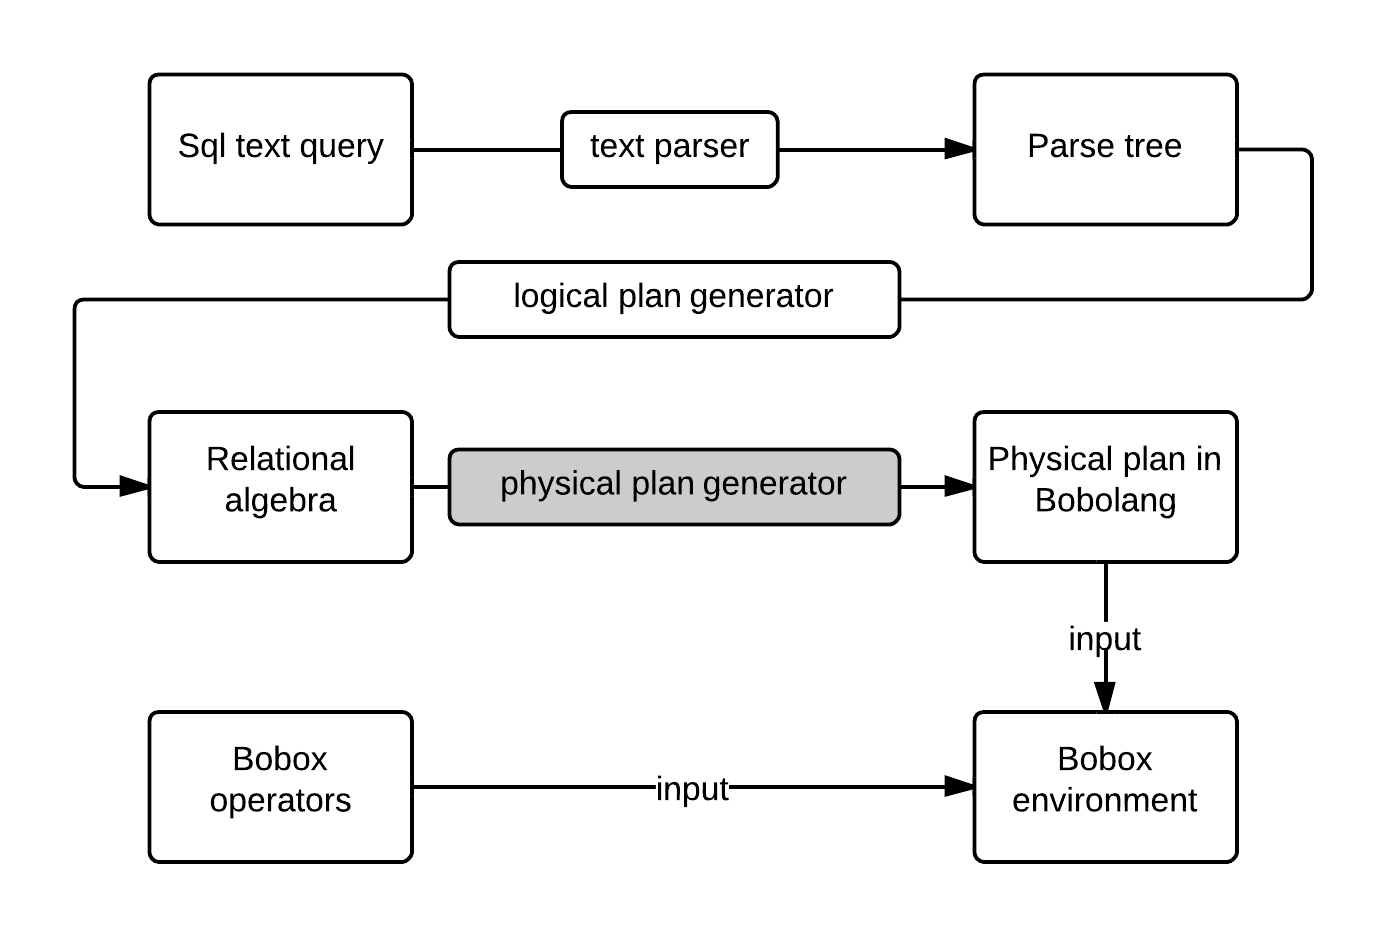 Sql text query
text parser
Parse tree
logical plan generator
Relational
algebra
physical plan generator
Physical plan in
Bobolang
input
Bobox
operators
input
Bobox
environment